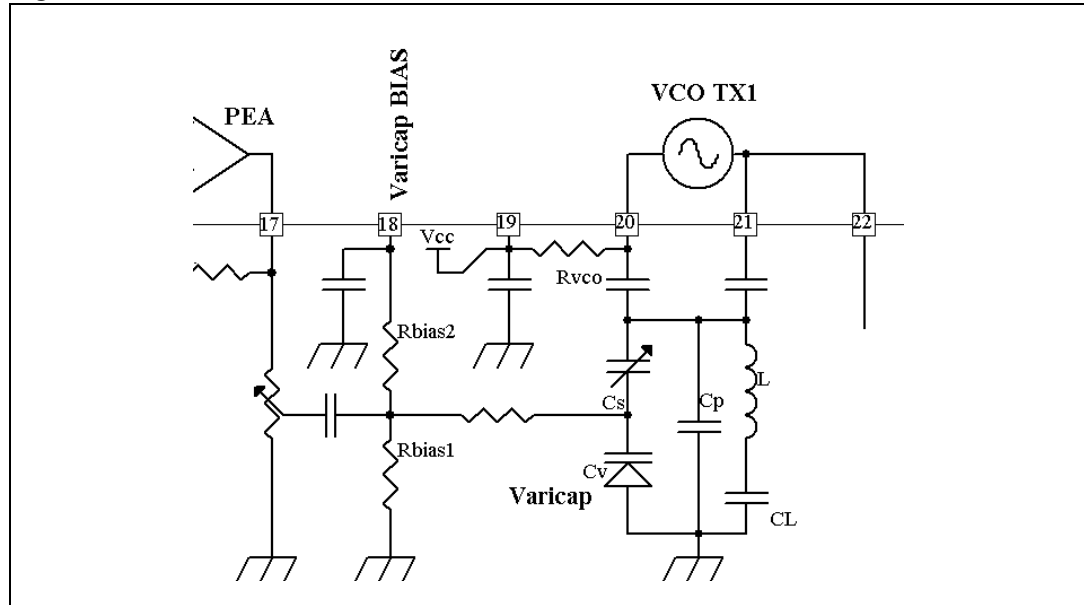 PEA
Varicap BIAS
VCO TX1
17
18
19
20
21
22
Vcc
Rvco
Rbias2
Cs
Cp
L
Rbias1
Cv
Varicap
CL